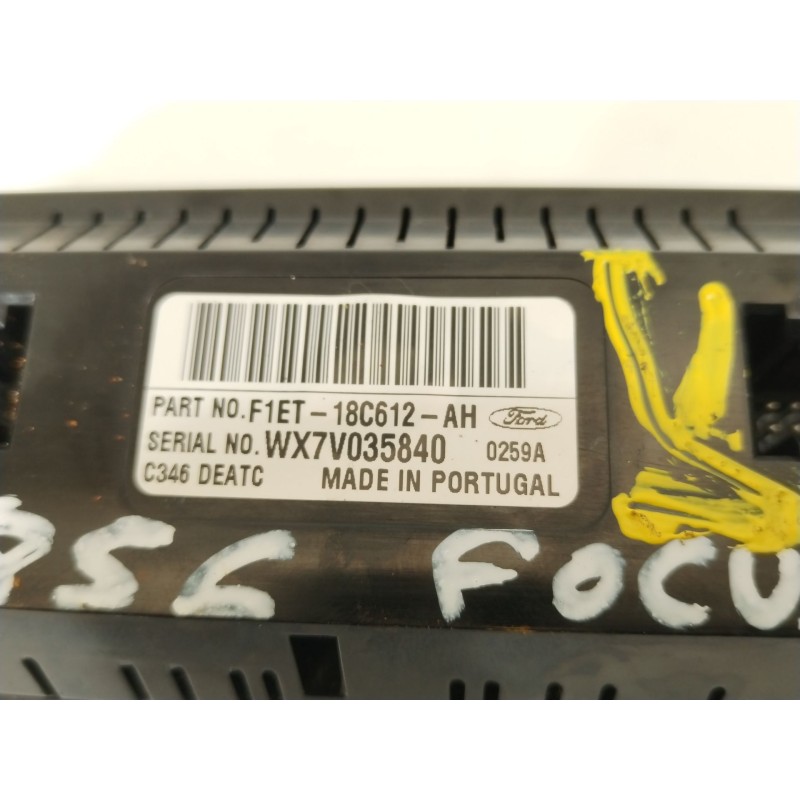 PART NO. F1ET-18C612-AH Ford
SERIAL NO. WX7V035840 0259A
C346 DEATC MADE IN PORTUGAL
FOCU